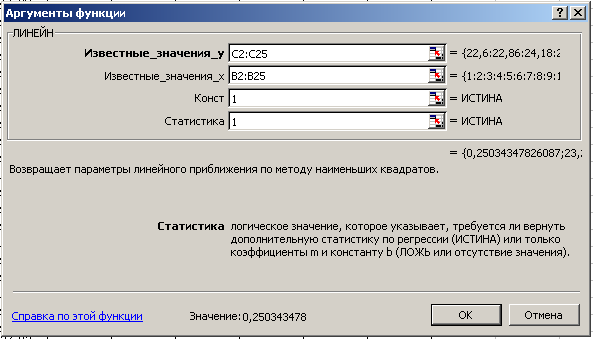 Аргументы функции
ЛИНЕЙН
Известные_значения_y C2:C25 = {22,6:22,86:24,18:2
Известные_значения_x B2:B25 = {1:2:3:4:5:6:7:8:9:1
Конст 1 = ИСТИНА
Статистика 1 = ИСТИНА
= {0,25034347826087;23,
Возвращает параметры линейного приближения по методу наименьших квадратов.
Статистика логическое значение, которое указывает, требуется ли вернуть
дополнительную статистику по регрессии (ИСТИНА) или только
коэффициенты m и константу b (ЛОЖЬ или отсутствие значения).
Справка по этой функции Значение:0,250343478 ОК Отмена